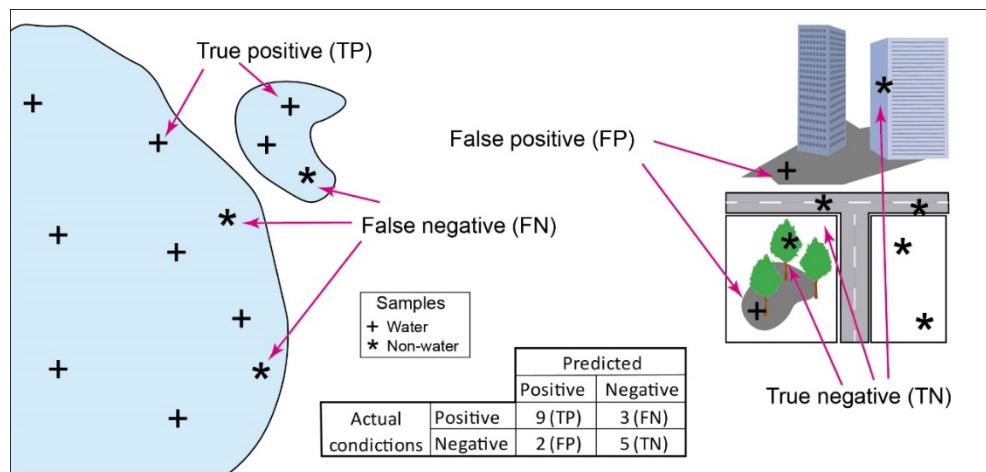 True positive (TP)
False positive (FP)
False negative (FN)
Samples
+ Water
* Non-water
True negative (TN)
Predicted
Positive Negative
Actual condictions
Positive 9 (TP) 3 (FN)
Negative 2 (FP) 5 (TN)